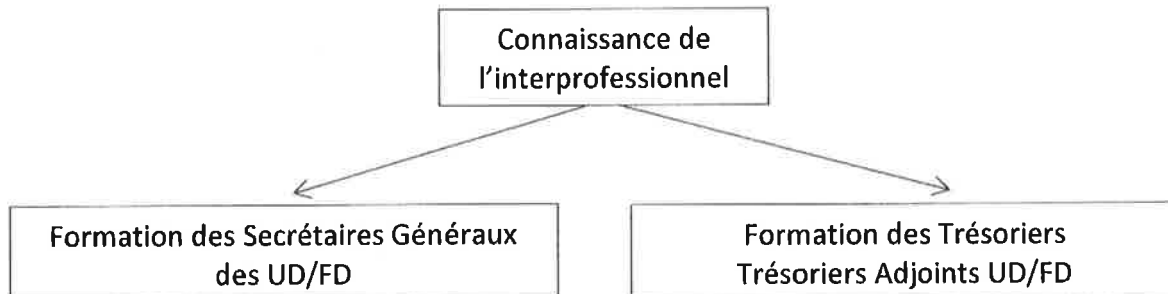 Connaissance de
l'interprofessionnel
Formation des Secrétaires Généraux
des UD/FD
Formation des Trésoriers
Trésoriers Adjoints UD/FD